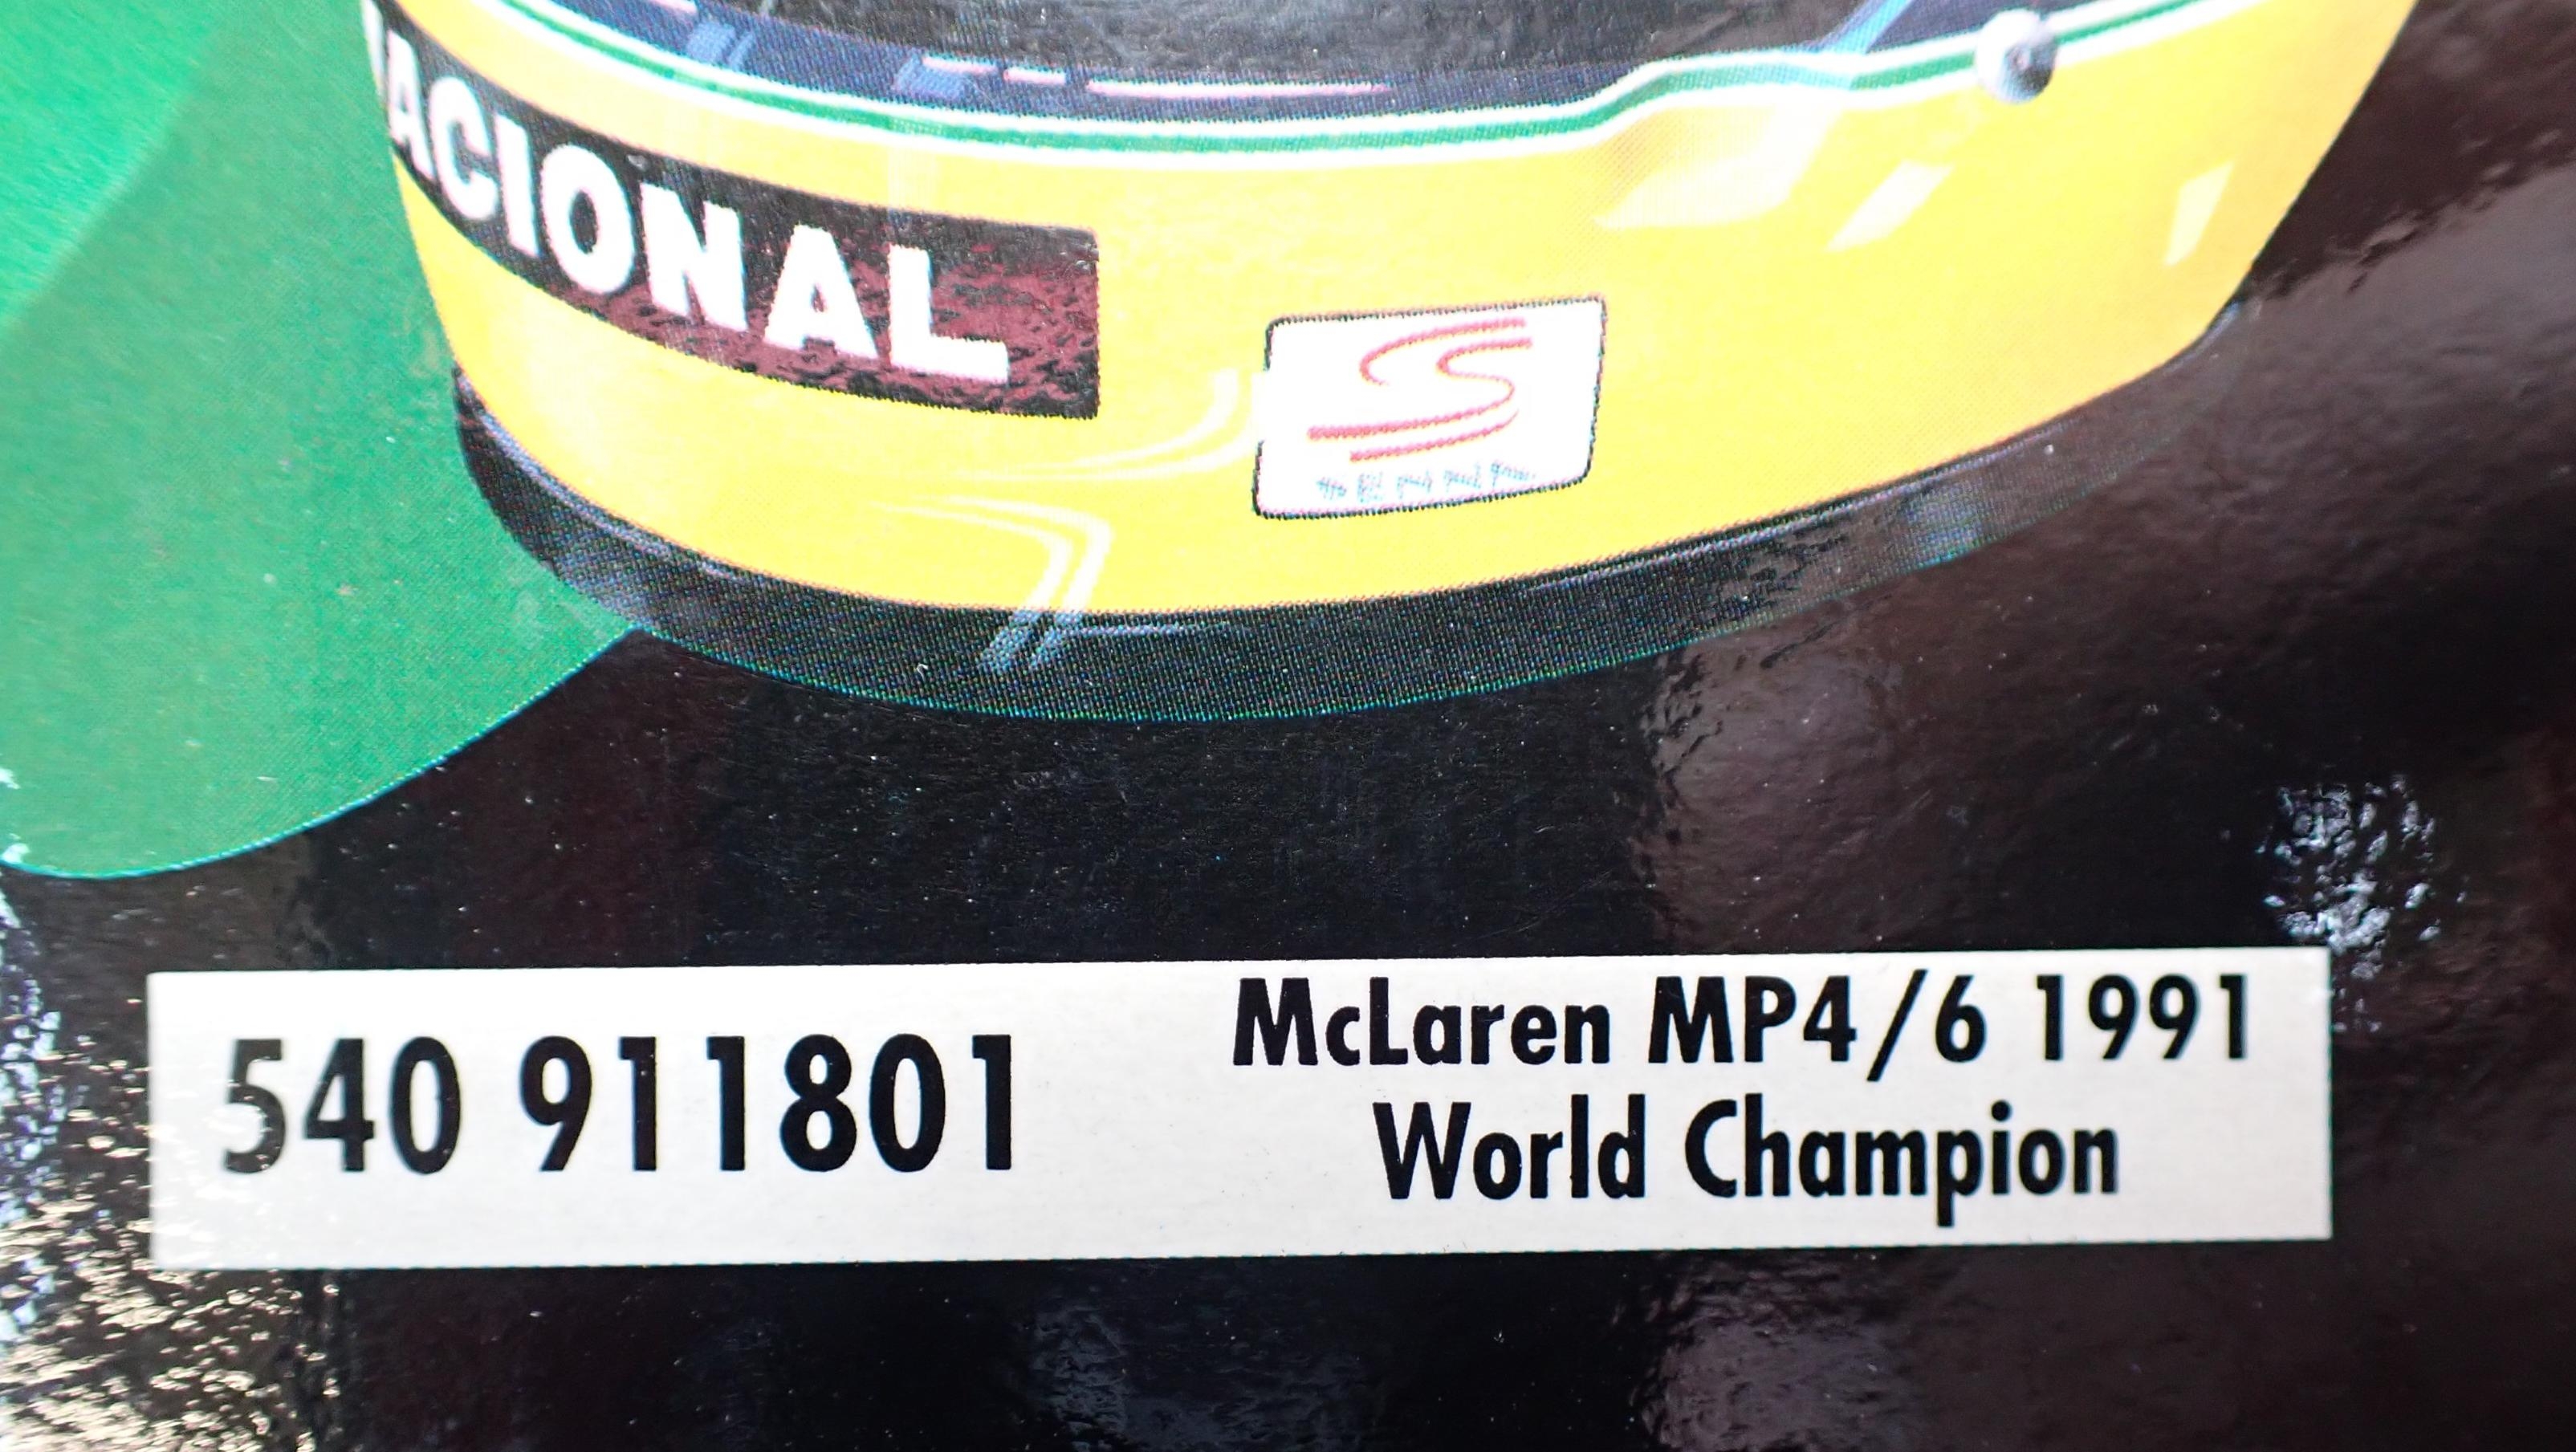 ACIONAL
S
540 911801
McLaren MP4/6 1991
World Champion